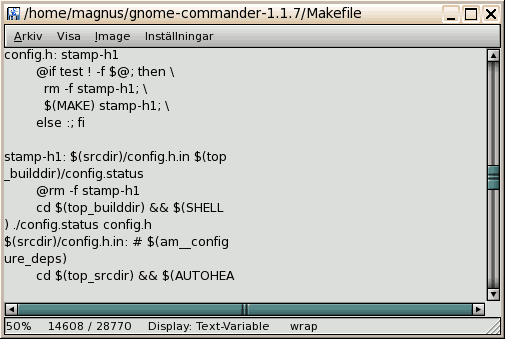 /home/magnus/gnome-commander-1.1.7/Makefile
Arkiv Visa Image Inställningar
config.h: stamp-h1
@if test ! -f $@; then \
rm -f stamp-h1; \
$(MAKE) stamp-h1; \
else :; fi
stamp-h1: $(srcdir)/config.h.in $(top
_builddir)/config.status
@rm -f stamp-h1
cd $(top_builddir) && $(SHELL
) ./config.status config.h
$(srcdir)/config.h.in: # $(am__config
ure_deps)
cd $(top_srcdir) && $(AUTOHEA
50% 14608 / 28770 Display: Text-Variable wrap